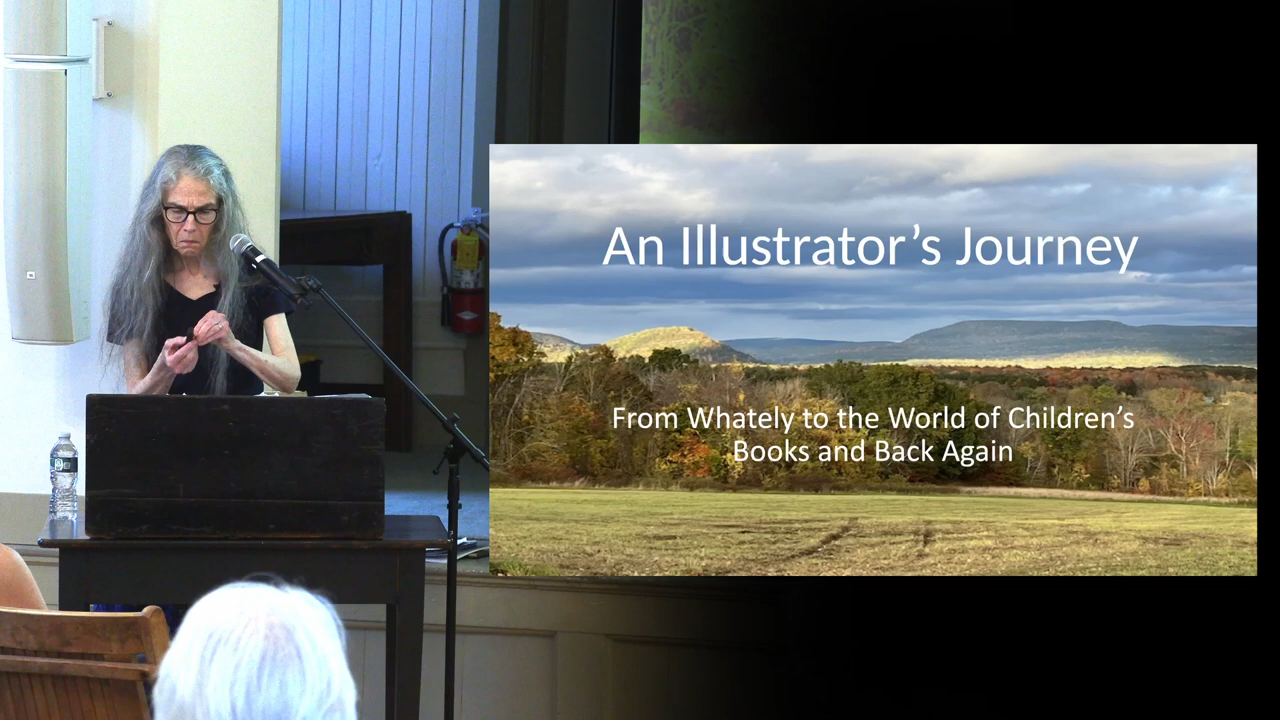 An Illustrator’s Journey
From Whately to the World of Children’s
Books and Back Again